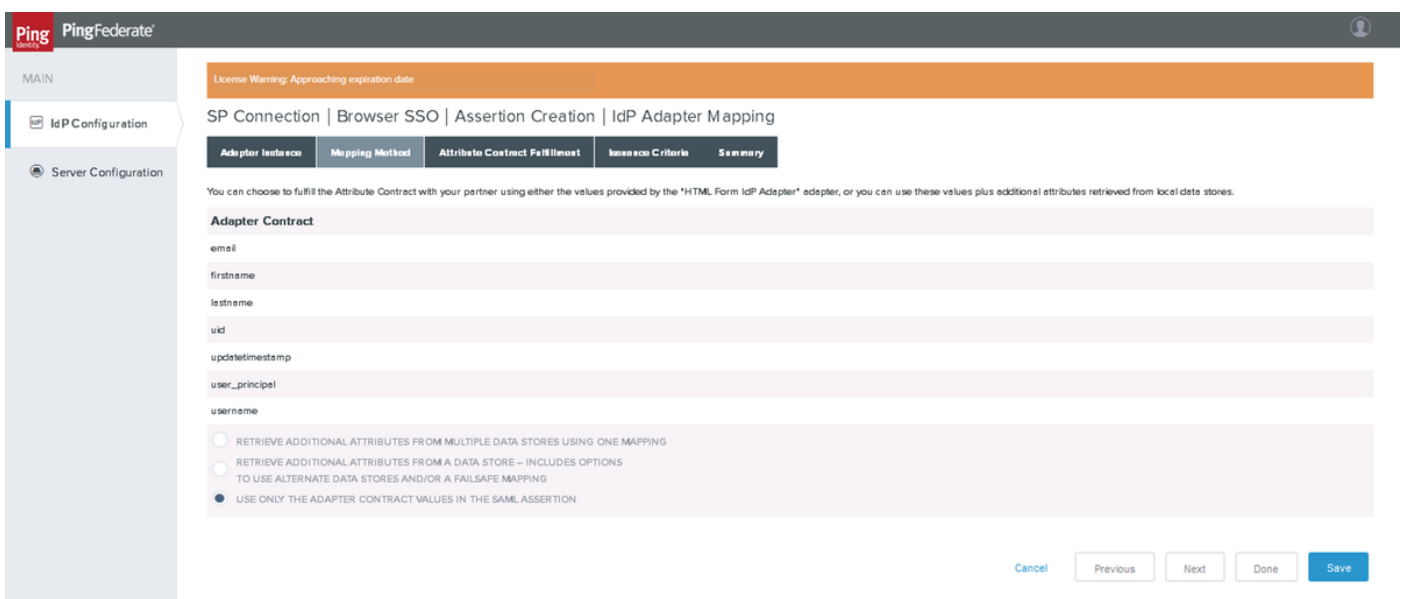 Ping
Identity.
PingFederate®
MAIN
IdP Configuration
Server Configuration
License Warning: Approaching expiration date
SP Connection | Browser SSO | Assertion Creation | IdP Adapter Mapping
Adapter Instance Mapping Method Attribute Contract Fulfillment Issuance Criteria Summary
You can choose to fulfill the Attribute Contract with your partner using either the values provided by the "HTML Form IdP Adapter" adapter, or you can use these values plus additional attributes retrieved from local data stores.
Adapter Contract
email
firstname
lastname
uid
updatetimestamp
user_principal
username
RETRIEVE ADDITIONAL ATTRIBUTES FROM MULTIPLE DATA STORES USING ONE MAPPING
RETRIEVE ADDITIONAL ATTRIBUTES FROM A DATA STORE – INCLUDES OPTIONS
TO USE ALTERNATE DATA STORES AND/OR A FAILSAFE MAPPING
USE ONLY THE ADAPTER CONTRACT VALUES IN THE SAML ASSERTION
Cancel Previous Next Done Save